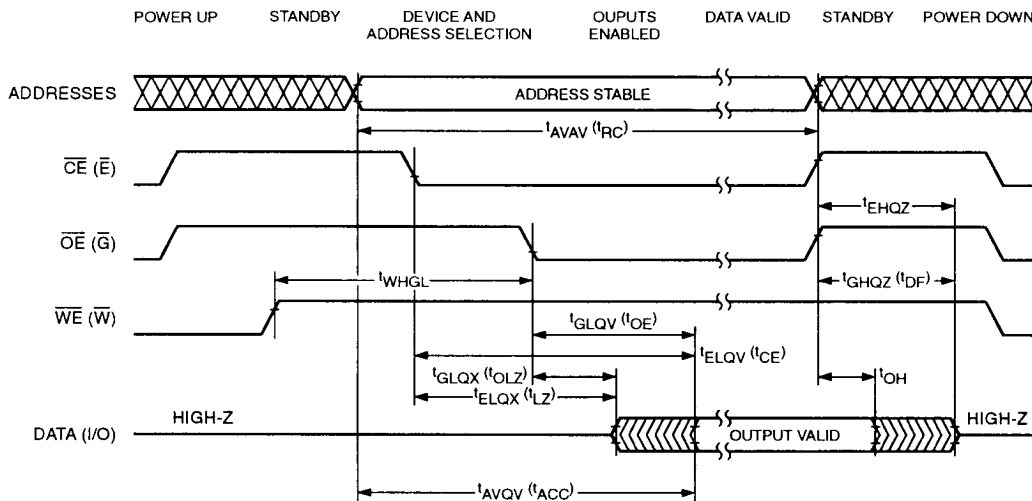 POWER UP STANDBY DEVICE AND ADDRESS SELECTION OUPUTS ENABLED DATA VALID STANDBY POWER DOWN
ADDRESSES ADDRESS STABLE
tAVAV (tRC)
CE (E)
tEHQZ
OE (G)
tWHGL tGHQZ (tDF)
WE (W)
tGLQV (tOE)
tELQV (tCE)
tGLQX (tOLZ) tOH
tELQX (tLZ)
HIGH-Z HIGH-Z
DATA (I/O) OUTPUT VALID
tAVQV (tACC)